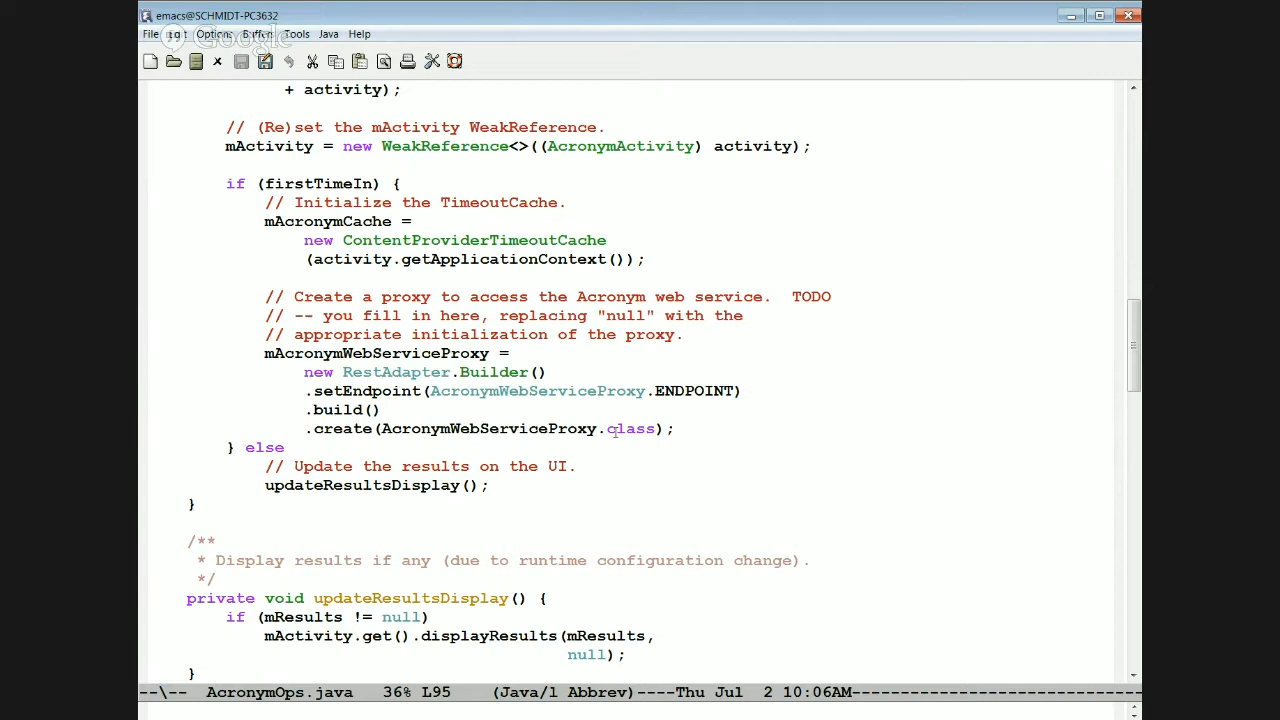 emacs@SCHMIDT-PC3632
File Edit Options Buffers Tools Java Help
Google
+ activity);
// (Re)set the mActivity WeakReference.
mActivity = new WeakReference<>((AcronymActivity) activity);
if (firstTimeIn) {
// Initialize the TimeoutCache.
mAcronymCache =
new ContentProviderTimeoutCache
(activity.getApplicationContext());
// Create a proxy to access the Acronym web service.  TODO
// -- you fill in here, replacing "null" with the
// appropriate initialization of the proxy.
mAcronymWebServiceProxy =
new RestAdapter.Builder()
.setEndpoint(AcronymWebServiceProxy.ENDPOINT)
.build()
.create(AcronymWebServiceProxy.class);
} else
// Update the results on the UI.
updateResultsDisplay();
}
/**
* Display results if any (due to runtime configuration change).
*/
private void updateResultsDisplay() {
if (mResults != null)
mActivity.get().displayResults(mResults,
null);
}
--\-- AcronymOps.java 36% L95 (Java/l Abbrev)----Thu Jul 2 10:06AM------------------------------